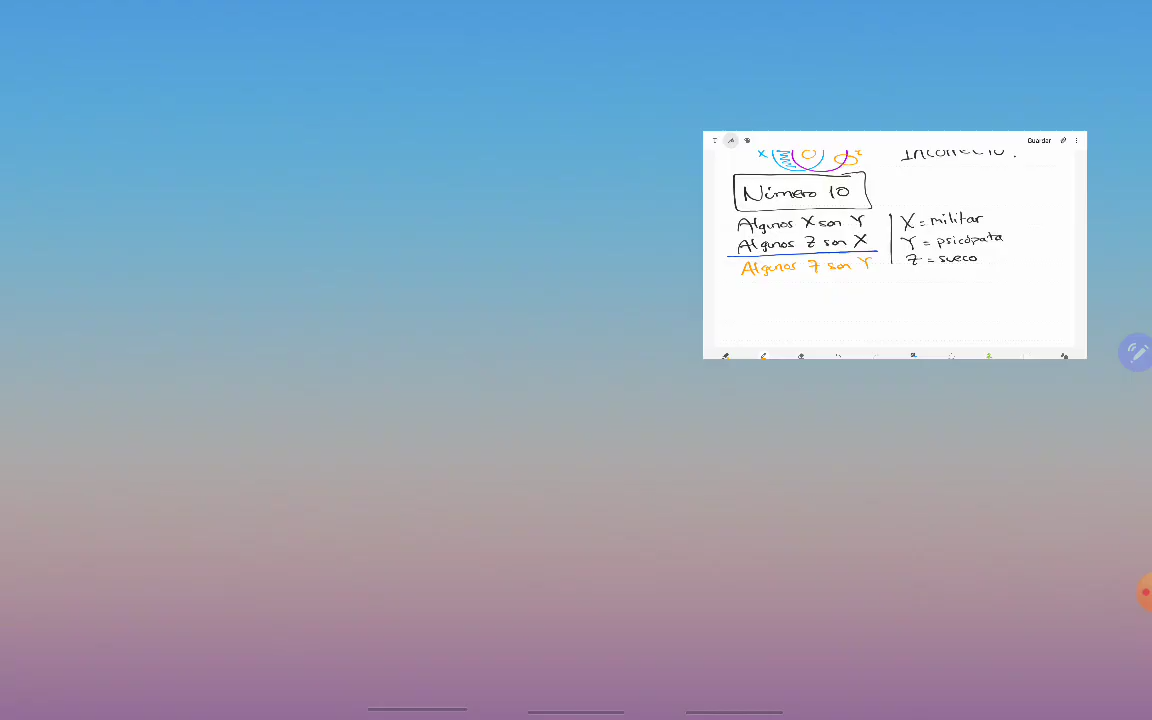 T Guardar
X Z Incorrecto.
Número 10
Algunos X son Y
Algunos Z son X
Algunos Z son Y
X = militar
Y = psicópata
Z = sueco